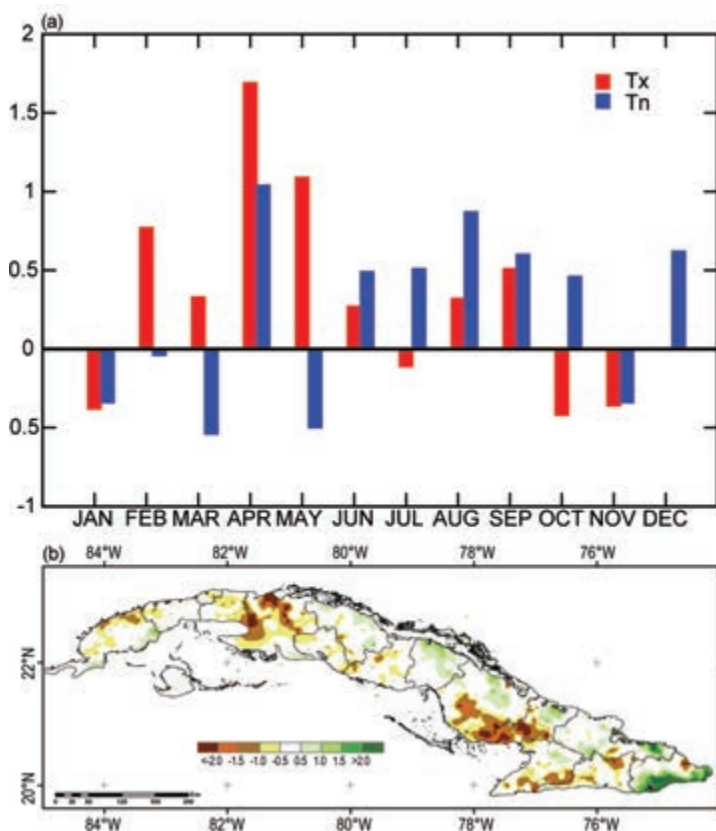 (a)
2
Tx
Tn
1.5
1
0.5
0
0.5
-1
JAN FEB MAR APR MAY JUN JUL AUG SEP OCT NOV DEC
(b)
84°W 82°W 80°W 78°W 76°W
22°N
<-2.0 -1.5 -1.0 -0.5 0.5 1.0 1.5 >2.0
20°N
84°W 82°W 80°W 78°W 76°W